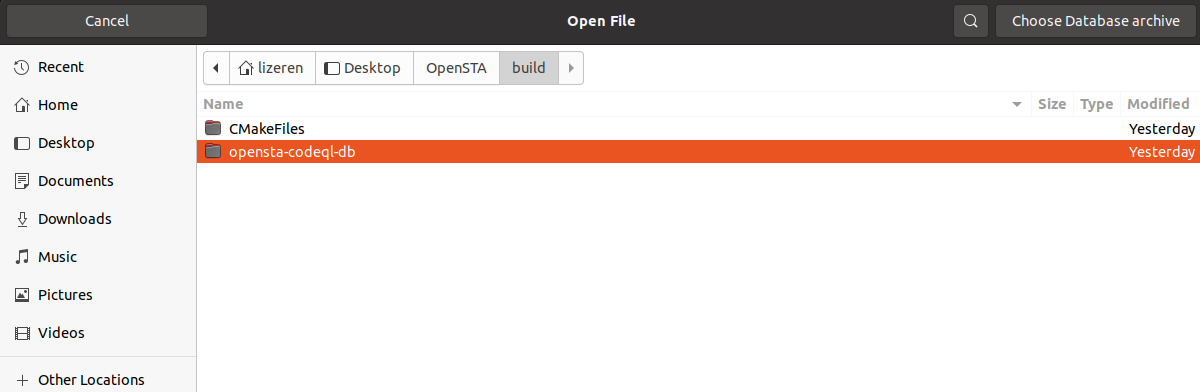 Cancel Open File Choose Database archive
Recent
Home
Desktop
Documents
Downloads
Music
Pictures
Videos
Other Locations
lizeren Desktop OpenSTA build
Name Size Type Modified
CMakeFiles Yesterday
opensta-codeql-db Yesterday